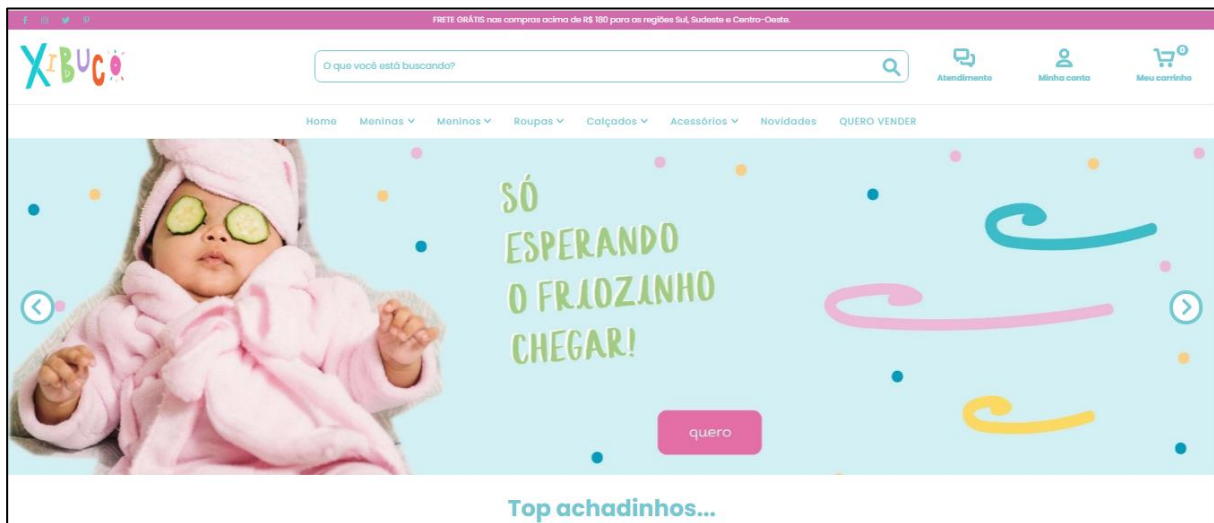 FRETE GRÁTIS nas compras acima de R$ 180 para as regiões Sul, Sudeste e Centro-Oeste.
XIBUCO
O que você está buscando?
Atendimento
Minha conta
0
Meu carrinho
Home Meninas Meninos Roupas Calçados Acessórios Novidades QUERO VENDER
SÓ
ESPERANDO
O FRIOZINHO
CHEGAR!
quero
Top achadinhos...